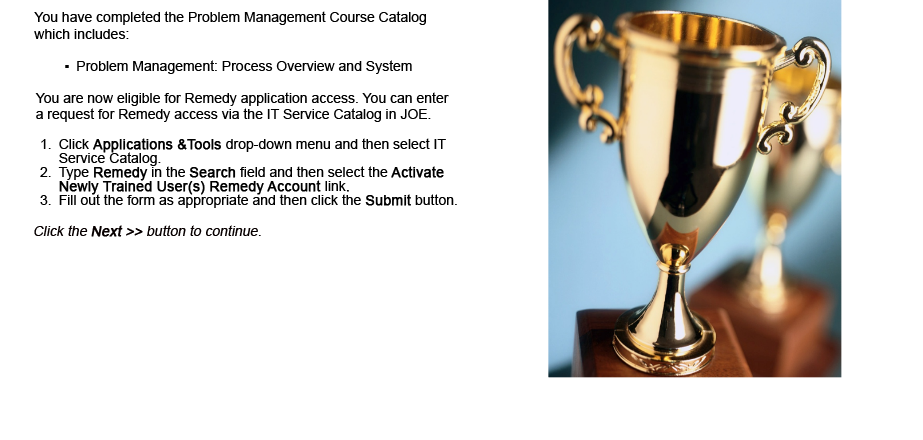 You have completed the Problem Management Course Catalog
which includes:
• Problem Management: Process Overview and System
You are now eligible for Remedy application access. You can enter
a request for Remedy access via the IT Service Catalog in JOE.
1. Click Applications &Tools drop-down menu and then select IT
Service Catalog.
2. Type Remedy in the Search field and then select the Activate
Newly Trained User(s) Remedy Account link.
3. Fill out the form as appropriate and then click the Submit button.
Click the Next >> button to continue.